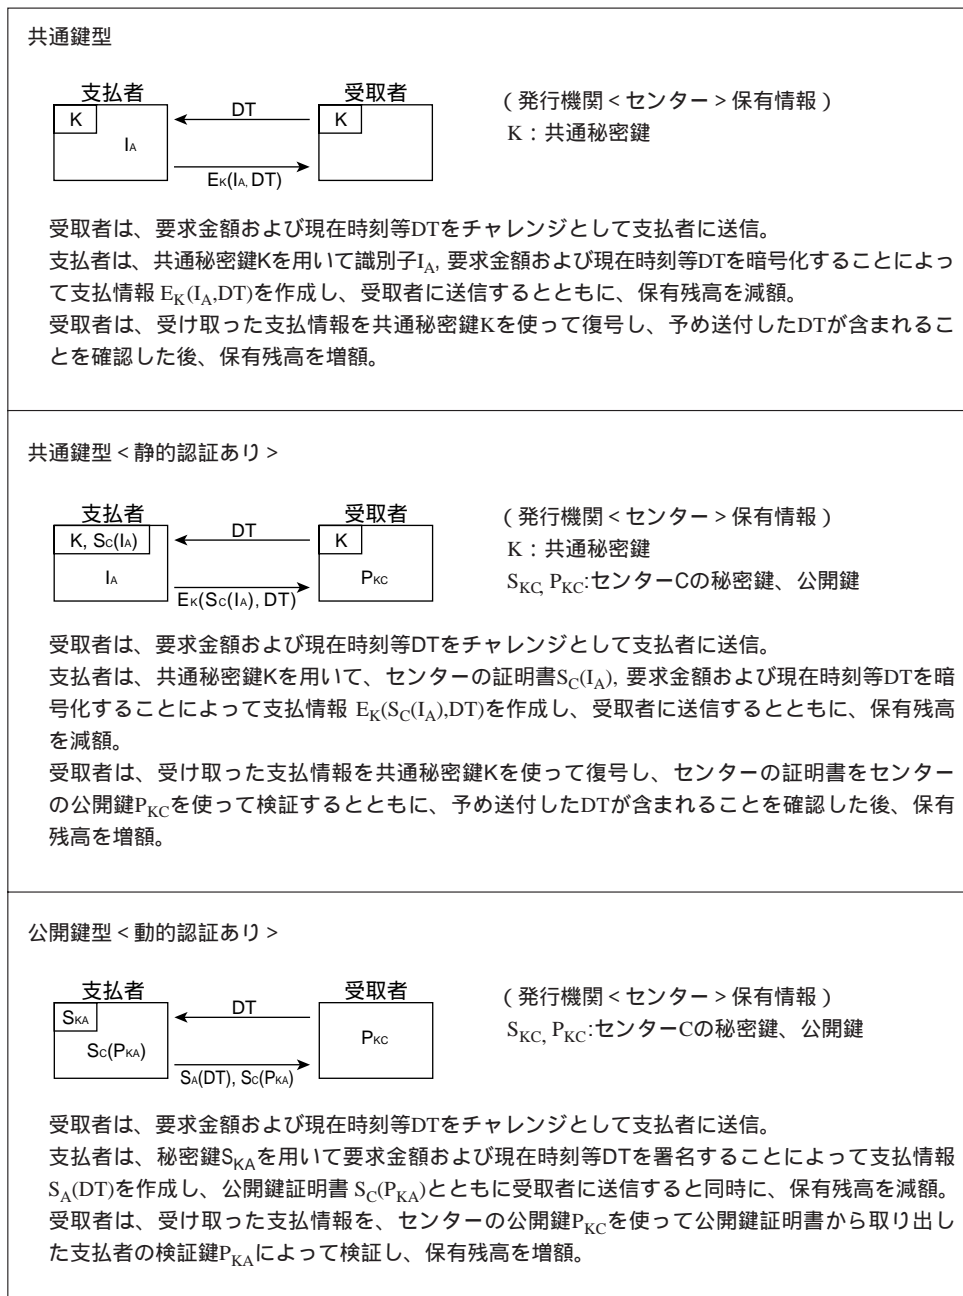 共通鍵型
支払者
受取者
K
DT
K
IA
EK(IA, DT)
（発行機関＜センター＞保有情報）
K：共通秘密鍵
受取者は、要求金額および現在時刻等DTをチャレンジとして支払者に送信。
支払者は、共通秘密鍵Kを用いて識別子IA, 要求金額および現在時刻等DTを暗号化することによっ
て支払情報 EK(IA,DT)を作成し、受取者に送信するとともに、保有残高を減額。
受取者は、受け取った支払情報を共通秘密鍵Kを使って復号し、予め送付したDTが含まれるこ
とを確認した後、保有残高を増額。
共通鍵型＜静的認証あり＞
支払者
受取者
K, SC(IA)
DT
K
IA
PKC
EK(SC(IA), DT)
（発行機関＜センター＞保有情報）
K：共通秘密鍵
SKC, PKC:センターCの秘密鍵、公開鍵
受取者は、要求金額および現在時刻等DTをチャレンジとして支払者に送信。
支払者は、共通秘密鍵Kを用いて、センターの証明書SC(IA), 要求金額および現在時刻等DTを暗
号化することによって支払情報 EK(SC(IA),DT)を作成し、受取者に送信するとともに、保有残高
を減額。
受取者は、受け取った支払情報を共通秘密鍵Kを使って復号し、センターの証明書をセンター
の公開鍵PKCを使って検証するとともに、予め送付したDTが含まれることを確認した後、保有
残高を増額。
公開鍵型＜動的認証あり＞
支払者
受取者
SKA
DT
SC(PKA)
PKC
SA(DT), SC(PKA)
（発行機関＜センター＞保有情報）
SKC, PKC:センターCの秘密鍵、公開鍵
受取者は、要求金額および現在時刻等DTをチャレンジとして支払者に送信。
支払者は、秘密鍵SKAを用いて要求金額および現在時刻等DTを署名することによって支払情報
SA(DT)を作成し、公開鍵証明書 SC(PKA)とともに受取者に送信すると同時に、保有残高を減額。
受取者は、受け取った支払情報を、センターの公開鍵PKCを使って公開鍵証明書から取り出し
た支払者の検証鍵PKAによって検証し、保有残高を増額。